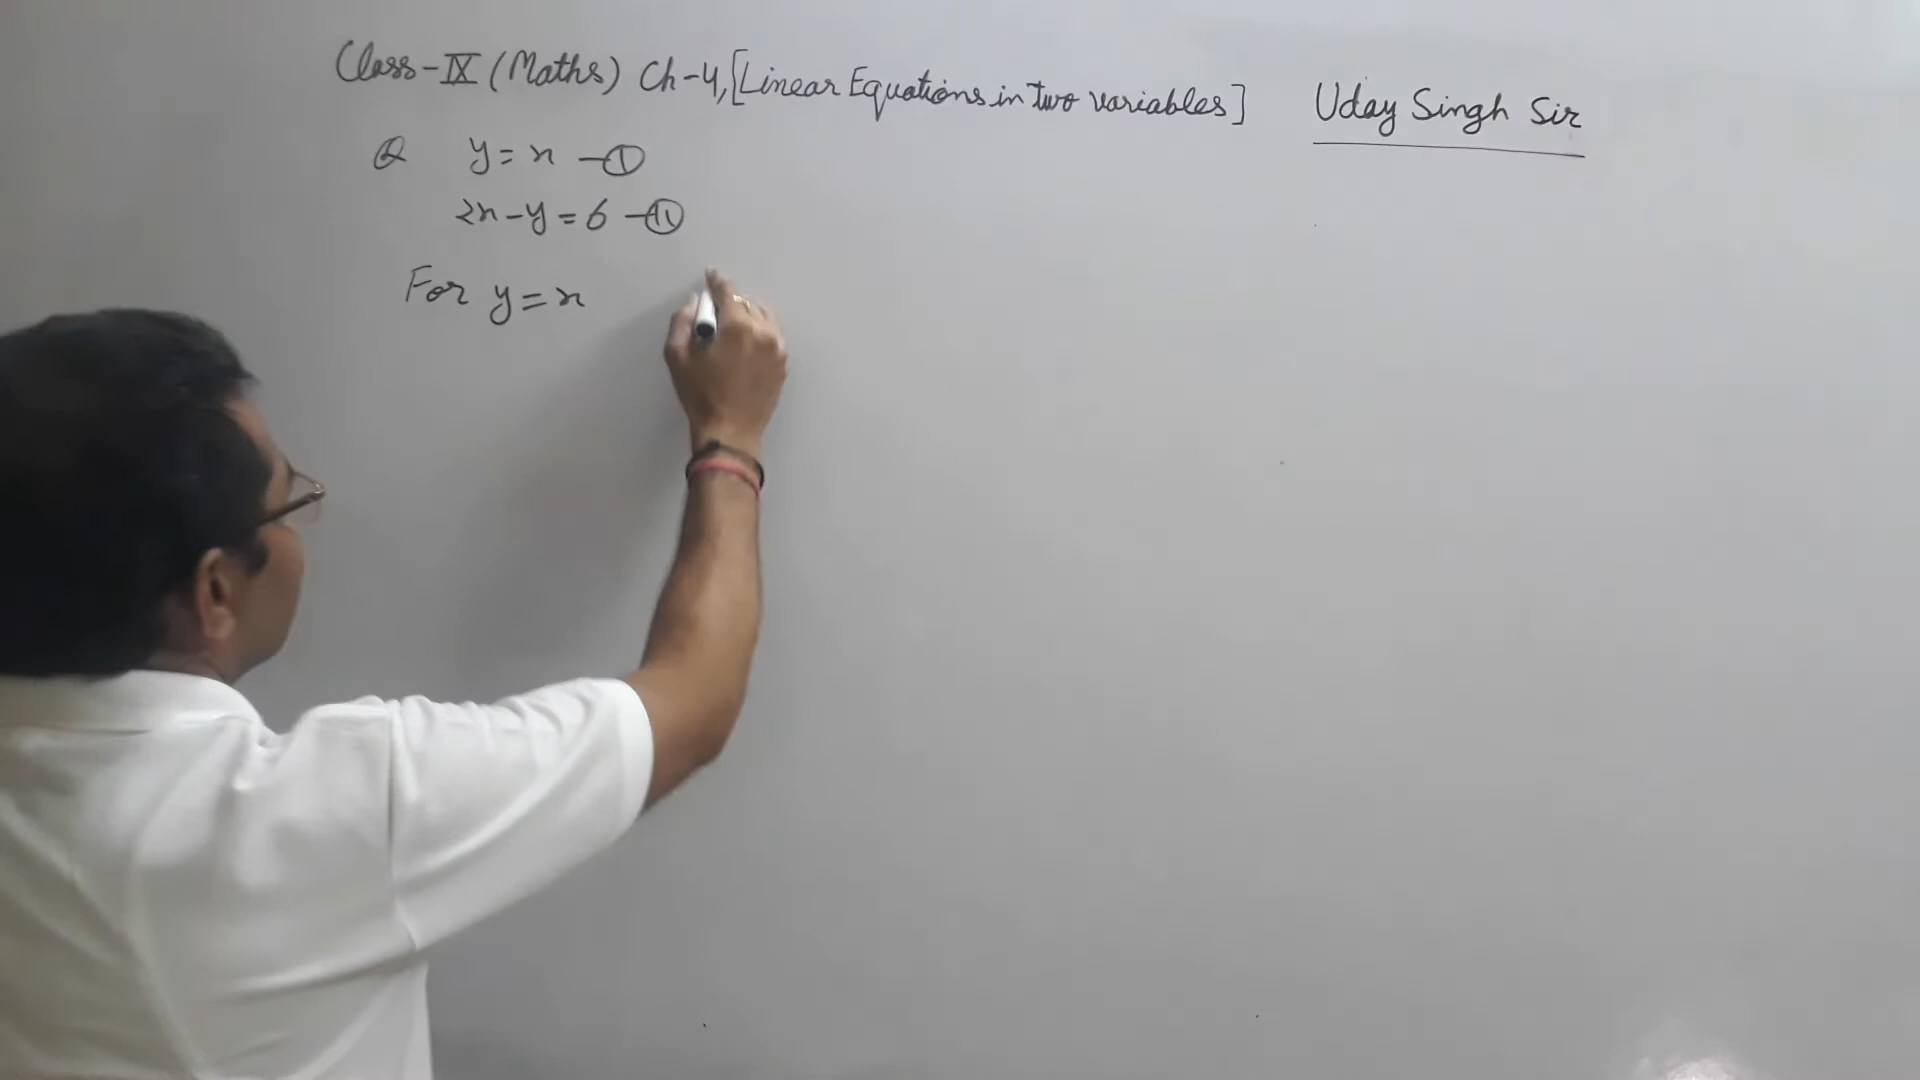 Class-IX (Maths) Ch-4, [Linear Equations in two variables] Uday Singh Sir
Q y = x —①
2x - y = 6 —⑪
For y = x